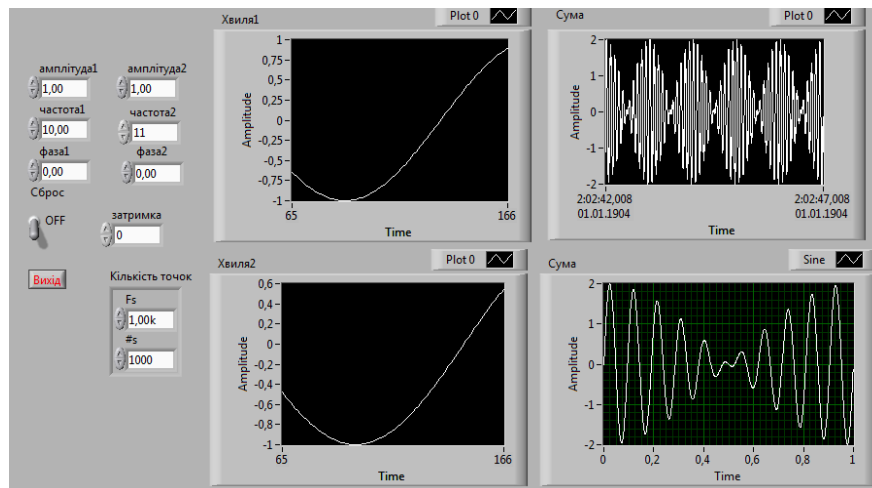 амплітуда1
1,00
амплітуда2
1,00
частота1
10,00
частота2
11
фаза1
0,00
фаза2
0,00
Сброс
OFF
затримка
0
Вихід
Кількість точок
Fs
1,00k
#s
1000
Хвиля1
Plot 0
Amplitude
1
0,75
0,5
0,25
0
-0,25
-0,5
-0,75
-1
65
166
Time
Сума
Plot 0
Amplitude
2
1
0
-1
-2
2:02:42,008
01.01.1904
2:02:47,008
01.01.1904
Time
Хвиля2
Plot 0
Amplitude
0,6
0,4
0,2
0
-0,2
-0,4
-0,6
-0,8
-1
65
166
Time
Сума
Sine
Amplitude
2
1
0
-1
-2
0
0,2
0,4
0,6
0,8
1
Time